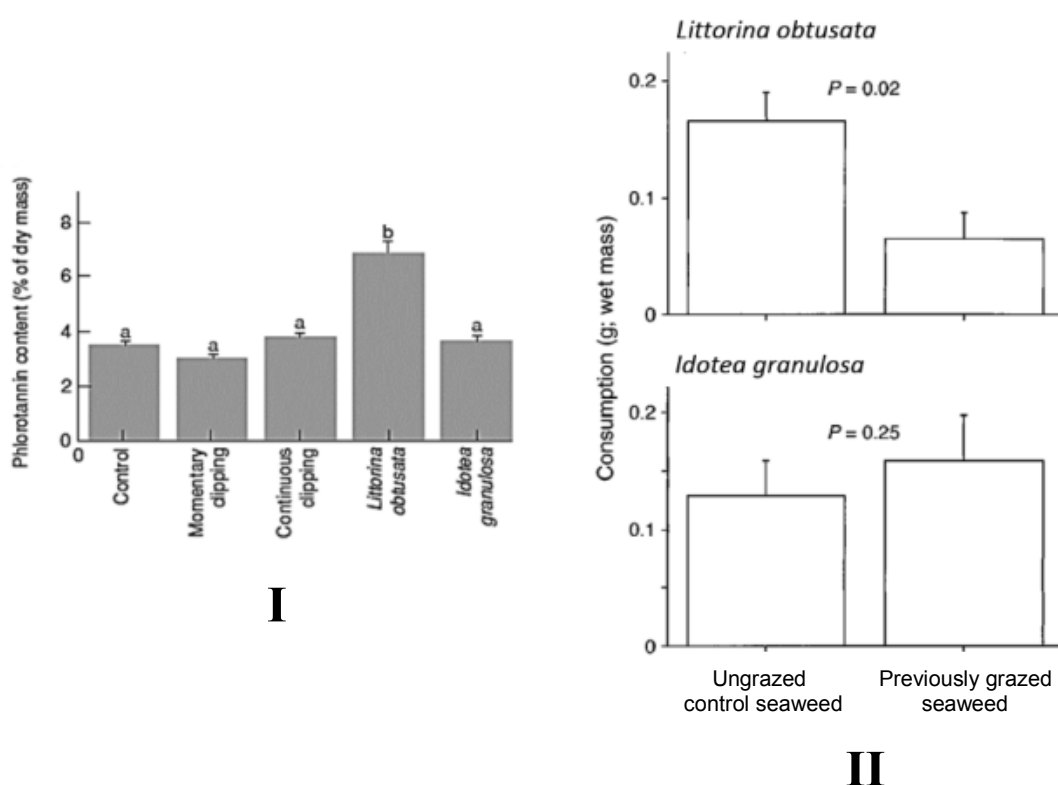 Phlorotannin content (% of dry mass)
8
6
4
2
0
0
a
a
a
b
a
Control
Momentary
dipping
Continuous
clipping
Littorina
obtusata
Idotea
granulosa
I
Littorina obtusata
0.2
0.1
0
P = 0.02
Consumption (g; wet mass)
Idotea granulosa
0.2
0.1
0
P = 0.25
Ungrazed
control seaweed
Previously grazed
seaweed
II